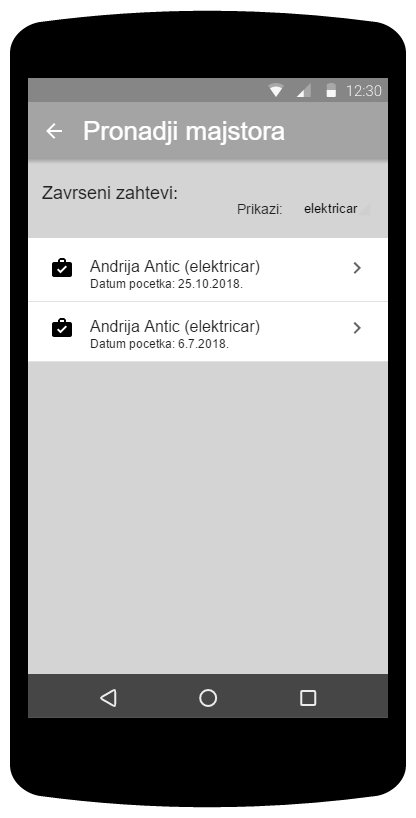 12:30
Pronadji majstora
Zavrseni zahtevi:
Prikazi: elektricar
Andrija Antic (elektricar)
Datum pocetka: 25.10.2018.
Andrija Antic (elektricar)
Datum pocetka: 6.7.2018.